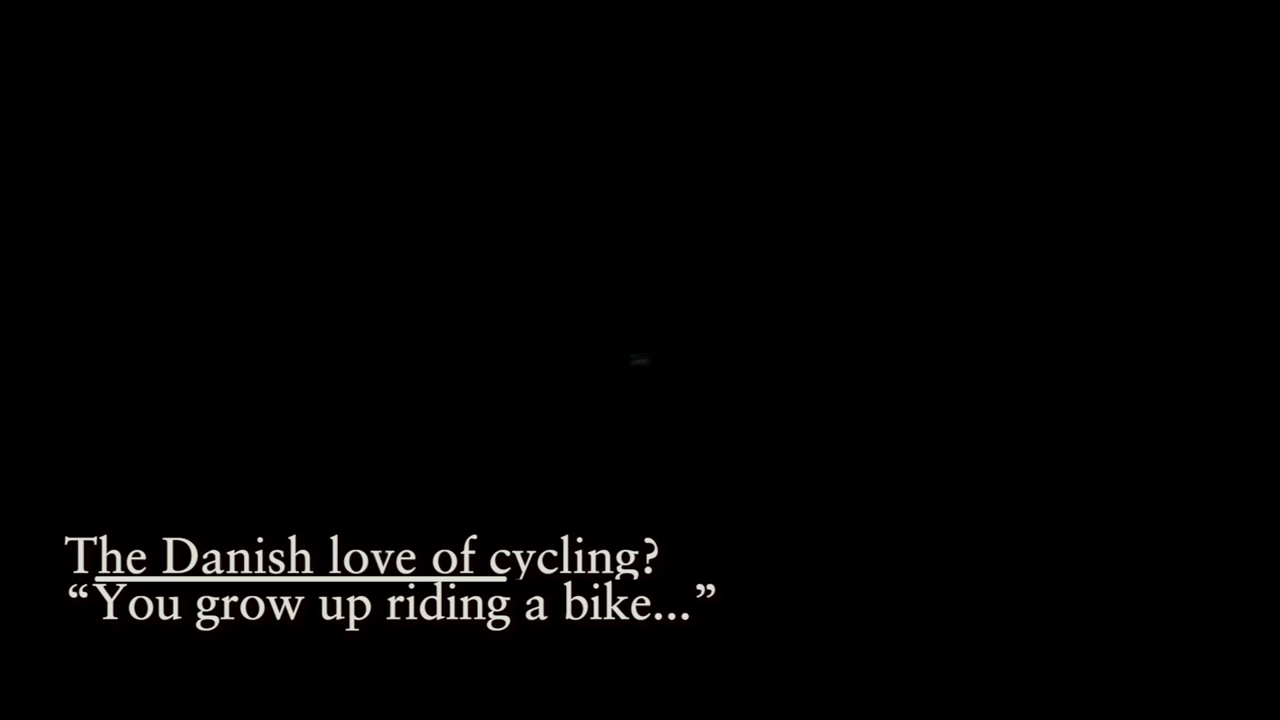 The Danish love of cycling?
“You grow up riding a bike...”